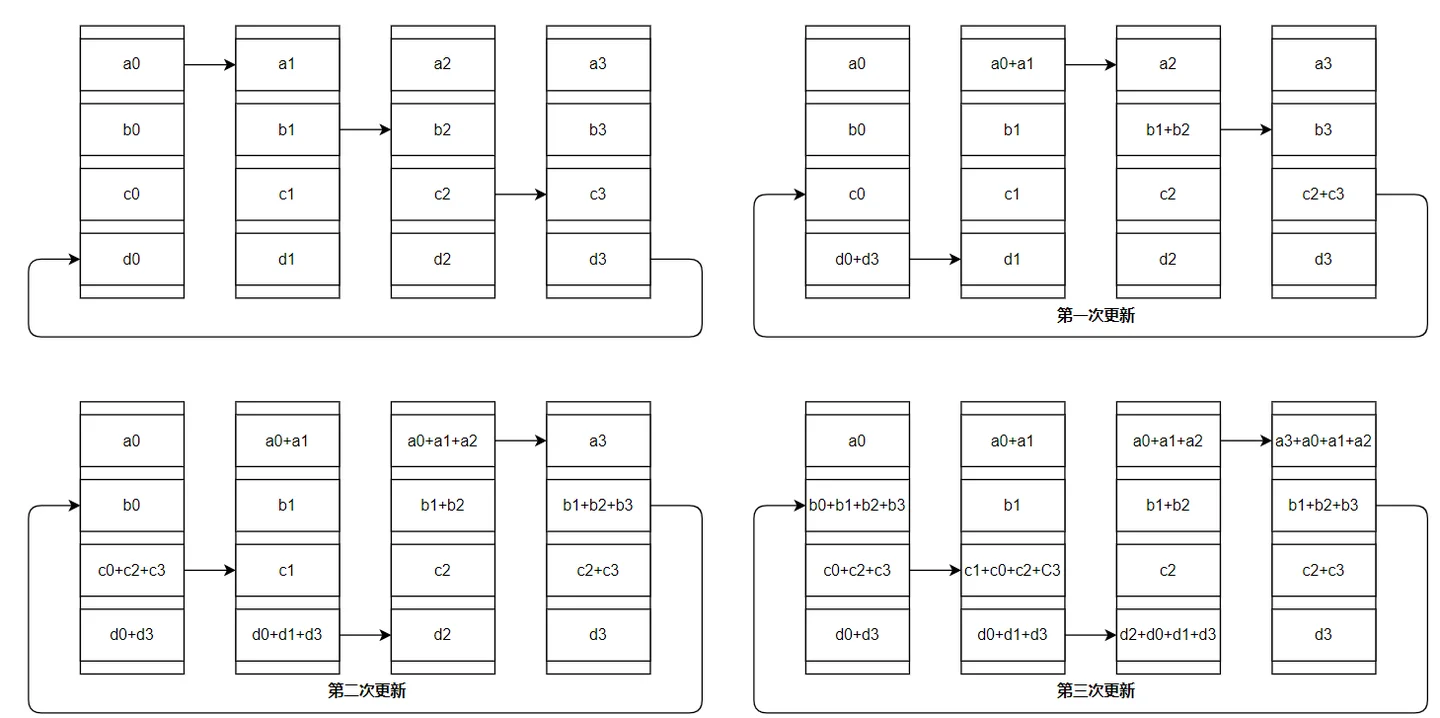 a0 a1 a2 a3
b0 b1 b2 b3
c0 c1 c2 c3
d0 d1 d2 d3
a0 a0+a1 a2 a3
b0 b1 b1+b2 b3
c0 c1 c2 c2+c3
d0+d3 d1 d2 d3
第一次更新
a0 a0+a1 a0+a1+a2 a3
b0 b1 b1+b2 b1+b2+b3
c0+c2+c3 c1 c2 c2+c3
d0+d3 d0+d1+d3 d2 d3
第二次更新
a0 a0+a1 a0+a1+a2 a3+a0+a1+a2
b0+b1+b2+b3 b1 b1+b2 b1+b2+b3
c0+c2+c3 c1+c0+c2+C3 c2 c2+c3
d0+d3 d0+d1+d3 d2+d0+d1+d3 d3
第三次更新